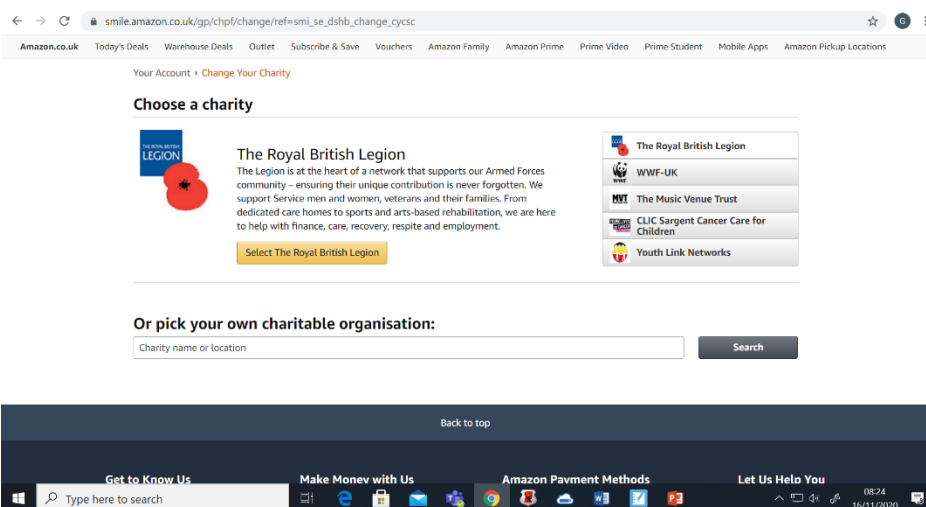 smile.amazon.co.uk/gp/chpf/change/ref=smi_se_dshb_change_cycsc
G
Amazon.co.uk Today's Deals Warehouse Deals Outlet Subscribe & Save Vouchers Amazon Family Amazon Prime Prime Video Prime Student Mobile Apps Amazon Pickup Locations
Your Account › Change Your Charity
Choose a charity
THE ROYAL BRITISH
LEGION
The Royal British Legion
The Legion is at the heart of a network that supports our Armed Forces
community – ensuring their unique contribution is never forgotten. We
support Service men and women, veterans and their families. From
dedicated care homes to sports and arts-based rehabilitation, we are here
to help with finance, care, recovery, respite and employment.
Select The Royal British Legion
The Royal British Legion
WWF
WWF-UK
MVT
The Music Venue Trust
CLIC Sargent Cancer Care for
Children
Youth Link Networks
Or pick your own charitable organisation:
Charity name or location
Search
Back to top
Get to Know Us Make Money with Us Amazon Payment Methods Let Us Help You
Type here to search
08:24
16/11/2020